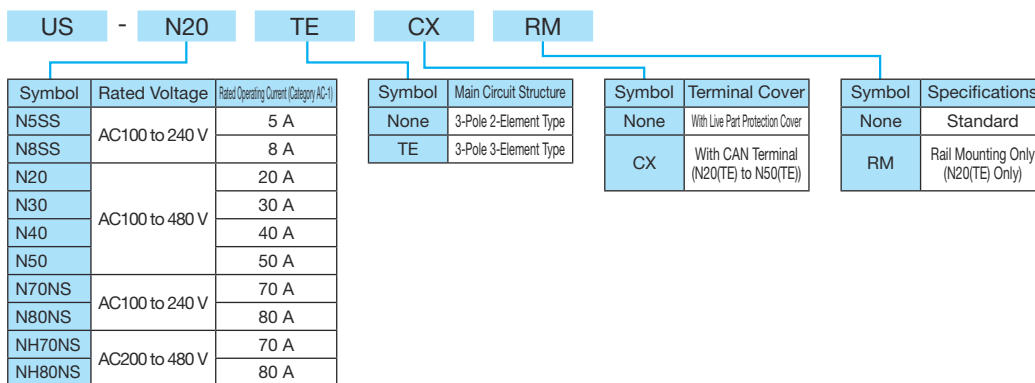 US - N20 TE CX RM
Symbol Rated Voltage Rated Operating Current (Category AC-1)
N5SS AC100 to 240 V 5 A
N8SS 8 A
N20 AC100 to 480 V 20 A
N30 30 A
N40 40 A
N50 50 A
N70NS AC100 to 240 V 70 A
N80NS 80 A
NH70NS AC200 to 480 V 70 A
NH80NS 80 A
Symbol Main Circuit Structure
None 3-Pole 2-Element Type
TE 3-Pole 3-Element Type
Symbol Terminal Cover
None With Live Part Protection Cover
CX With CAN Terminal
(N20(TE) to N50(TE))
Symbol Specifications
None Standard
RM Rail Mounting Only
(N20(TE) Only)